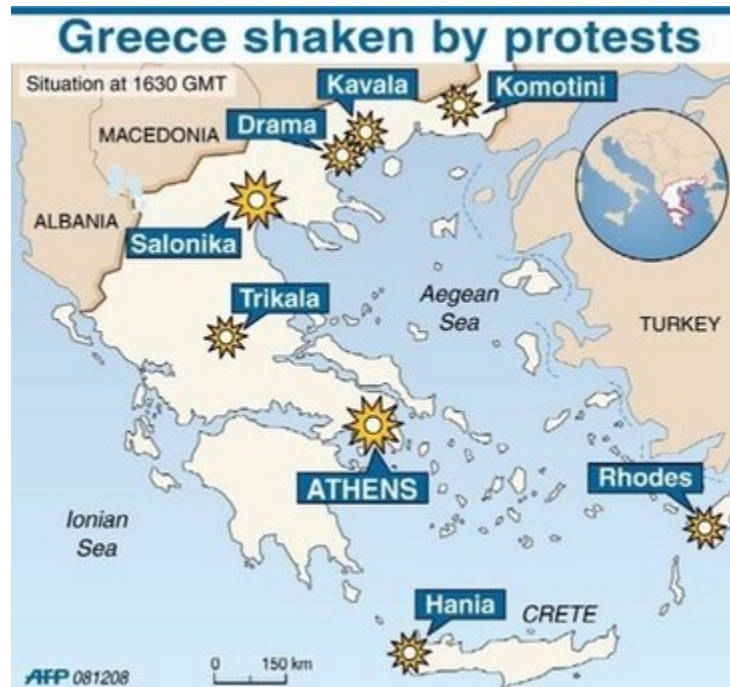 Greece shaken by protests
Situation at 1630 GMT
Kavala
Komotini
Drama
MACEDONIA
ALBANIA
Salonika
Trikala
Aegean
Sea
TURKEY
ATHENS
Rhodes
Ionian
Sea
Hania
CRETE
AFP 081208
0 150 km